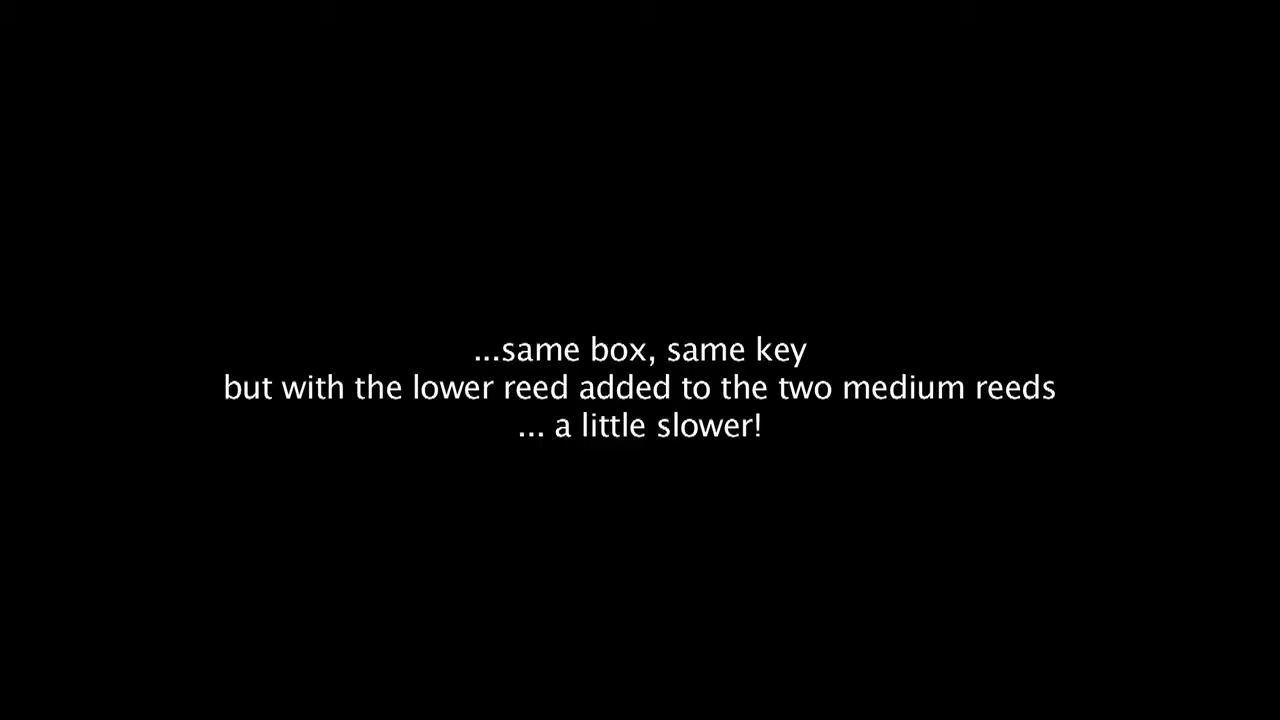 ...same box, same key
but with the lower reed added to the two medium reeds
... a little slower!